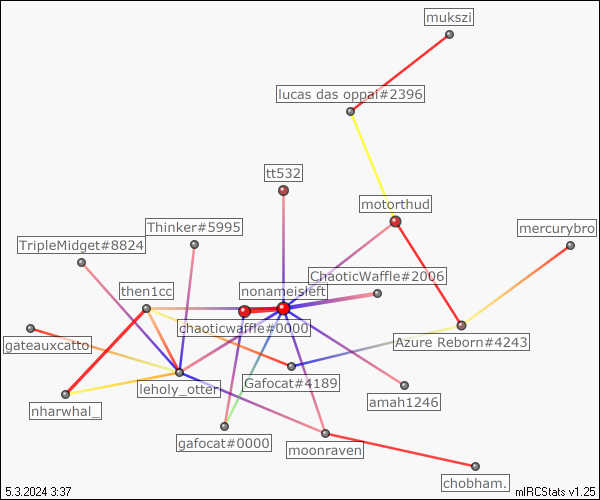 mukszi
lucas das oppai#2396
tt532
motorthud
Thinker#5995
mercurybro
TripleMidget#8824
ChaoticWaffle#2006
then1cc
nonameisleft
chaoticwaffle#0000
gateauxcatto
Azure Reborn#4243
Gafocat#4189
leholy_otter
nharwhal_
amah1246
gafocat#0000
moonraven
chobham.
5.3.2024 3:37
mIRCStats v1.25